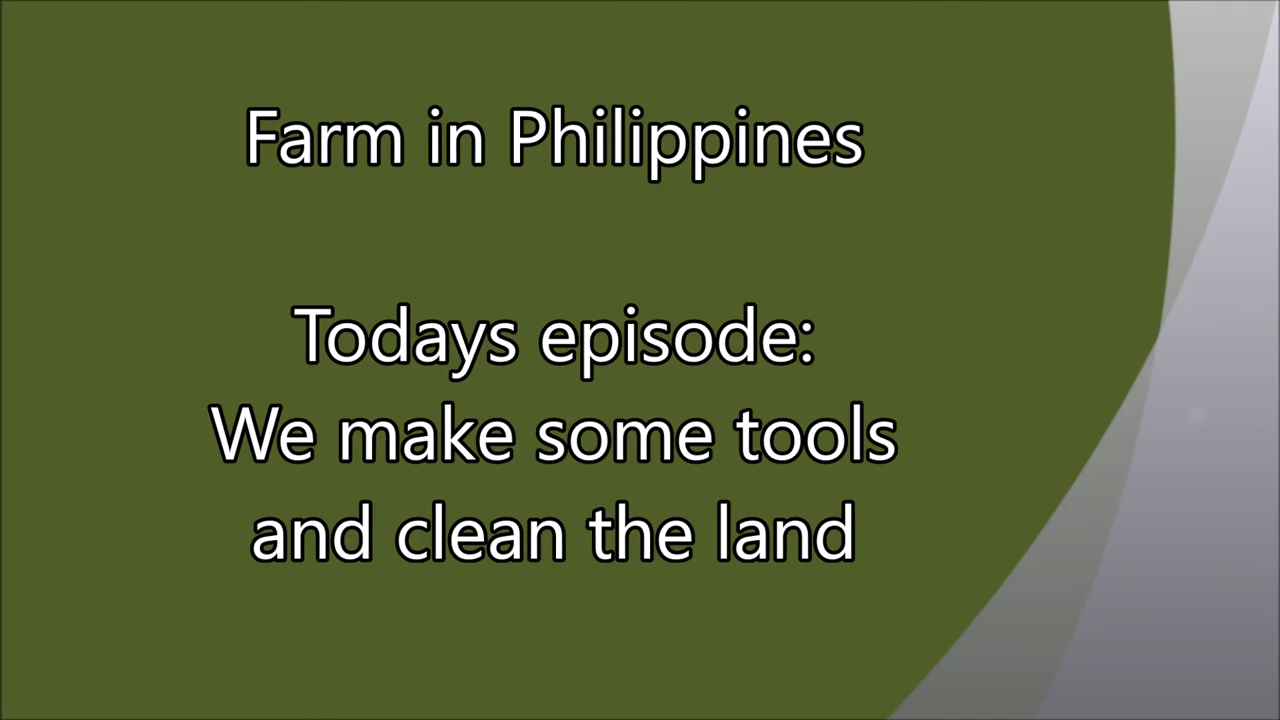 Farm in Philippines
Todays episode:
We make some tools
and clean the land